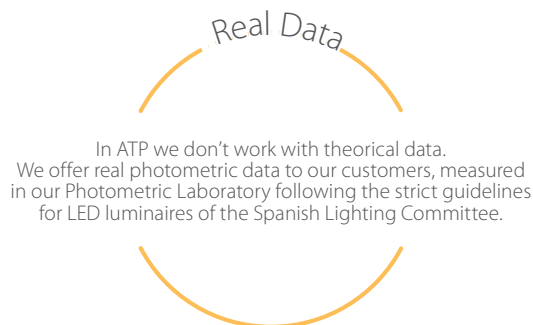 Real Data
In ATP we don't work with theorical data.
We offer real photometric data to our customers, measured
in our Photometric Laboratory following the strict guidelines
for LED luminaires of the Spanish Lighting Committee.